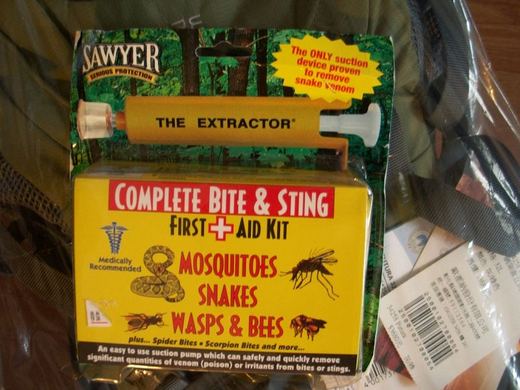 SAWYER
SERIOUS PROTECTION
The ONLY suction
device proven
to remove
snake venom
THE EXTRACTOR®
COMPLETE BITE & STING
FIRST + AID KIT
Medically
Recommended
MOSQUITOES
SNAKES
WASPS & BEES
plus... Spider Bites • Scorpion Bites and more...
An easy to use suction pump which can safely and quickly remove
significant quantities of venom (poison) or irritants from bites or stings.